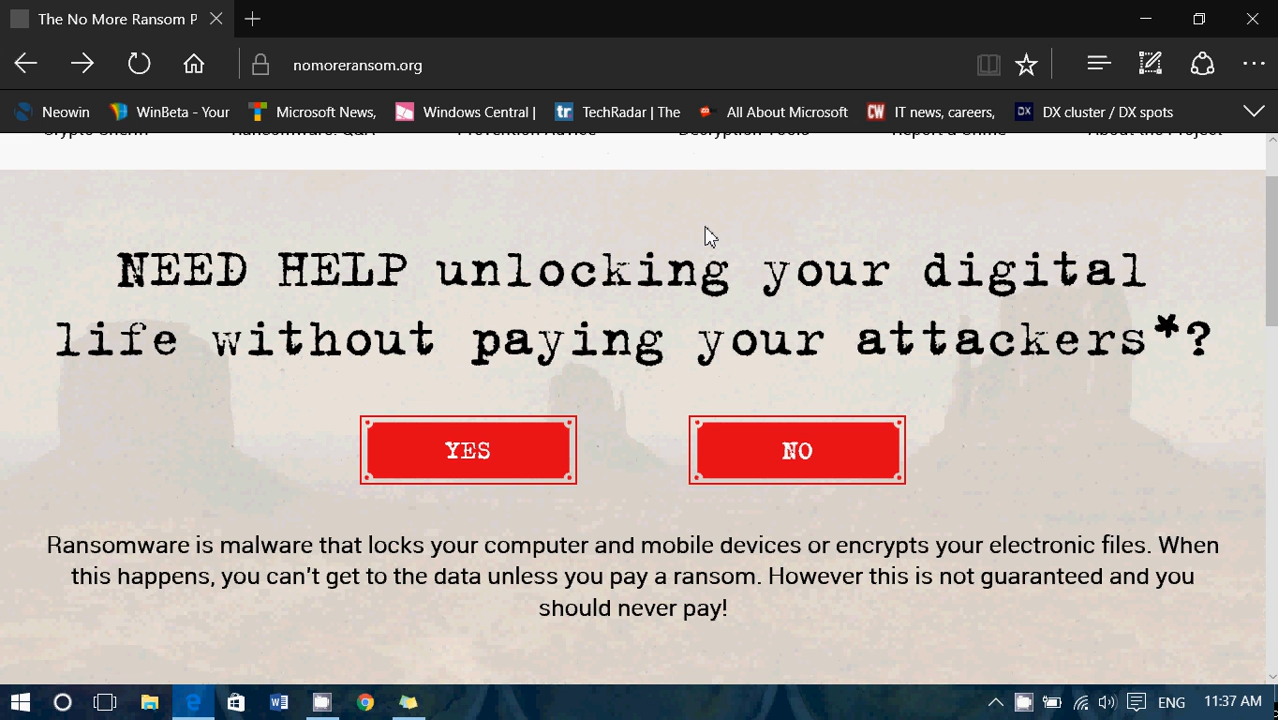 The No More Ransom P
nomoreransom.org
Neowin WinBeta - Your Microsoft News, Windows Central | TechRadar | The All About Microsoft IT news, careers, DX cluster / DX spots
tr CW DX
NEED HELP unlocking your digital
life without paying your attackers*?
YES NO
Ransomware is malware that locks your computer and mobile devices or encrypts your electronic files. When
this happens, you can't get to the data unless you pay a ransom. However this is not guaranteed and you
should never pay!
ENG 11:37 AM